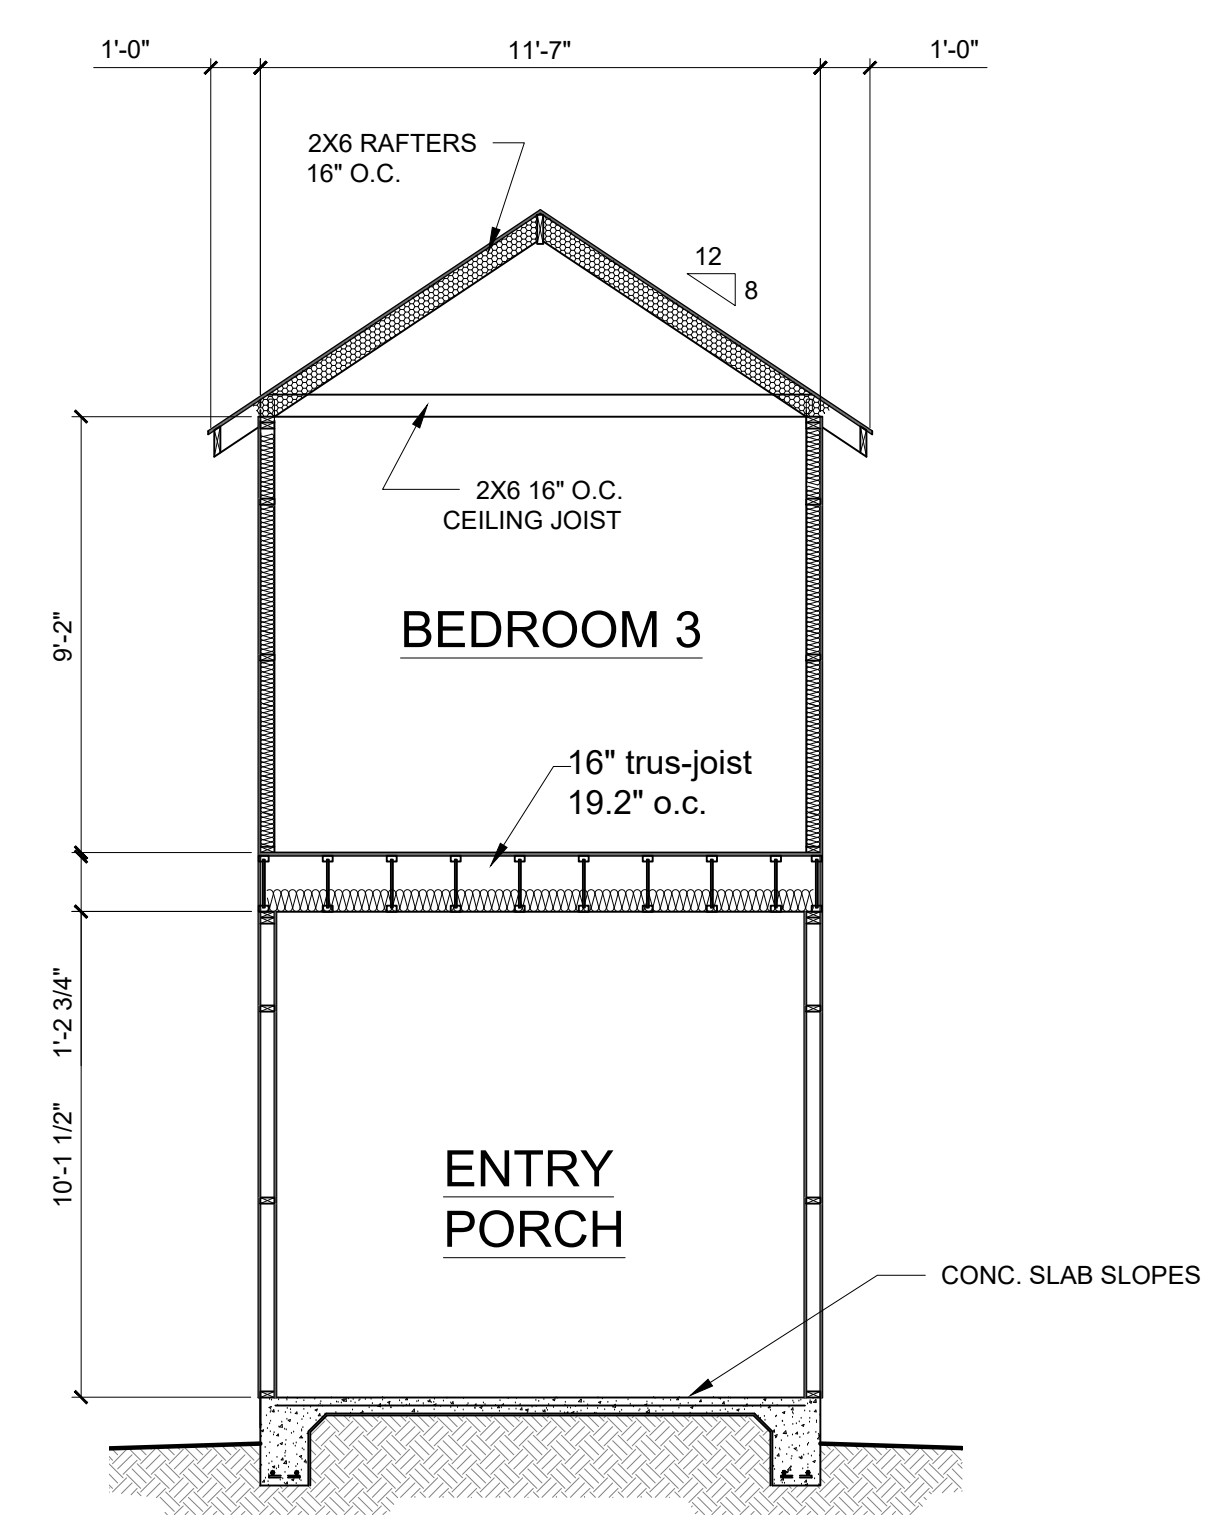 1'-0"
11'-7"
1'-0"
2X6 RAFTERS
16" O.C.
12
8
2X6 16" O.C.
CEILING JOIST
9'-2"
BEDROOM 3
16" trus-joist
19.2" o.c.
1'-2 3/4"
10'-1 1/2"
ENTRY
PORCH
CONC. SLAB SLOPES